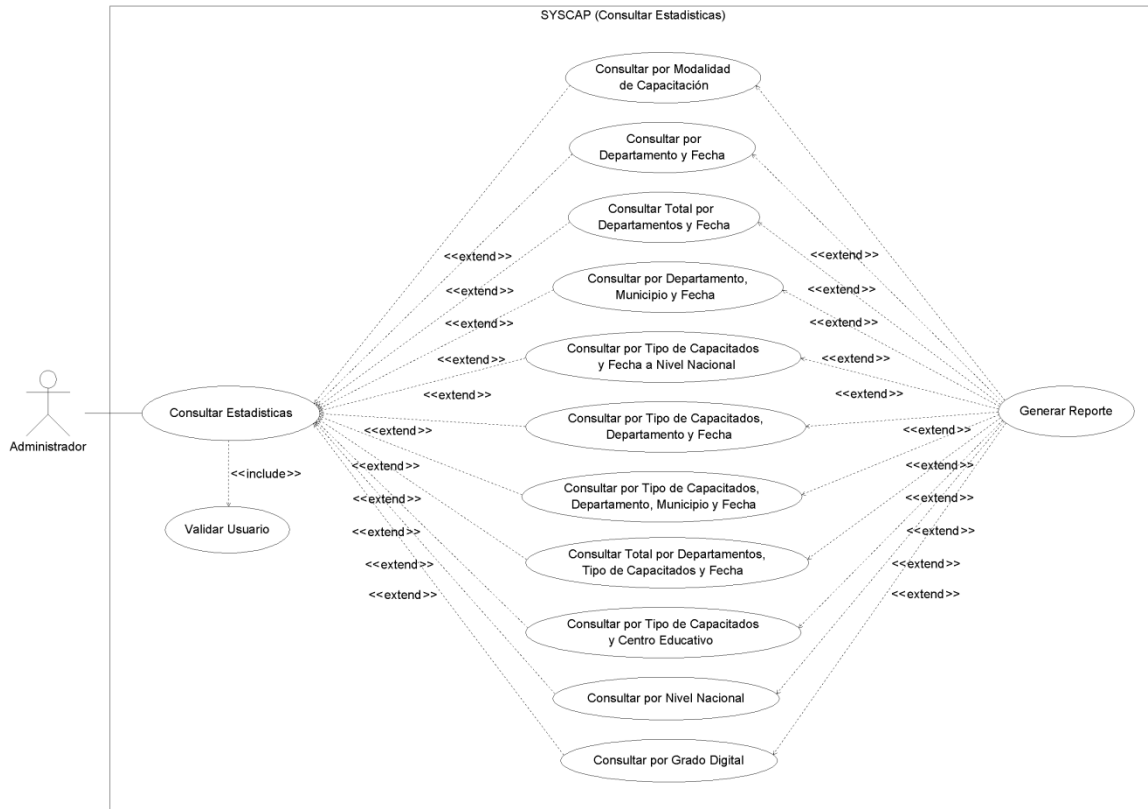 SYSCAP (Consultar Estadisticas)
Consultar por Modalidad
de Capacitación
Consultar por
Departamento y Fecha
Consultar Total por
Departamentos y Fecha
<<extend>>
<<extend>>
Consultar por Departamento,
Municipio y Fecha
<<extend>>
<<extend>>
<<extend>>
<<extend>>
Consultar por Tipo de Capacitados
y Fecha a Nivel Nacional
<<extend>>
<<extend>>
<<extend>>
<<extend>>
Administrador
Consultar Estadisticas
Consultar por Tipo de Capacitados,
Departamento y Fecha
Generar Reporte
<<extend>>
<<extend>>
<<include>>
<<extend>>
<<extend>>
Consultar por Tipo de Capacitados,
Departamento, Municipio y Fecha
<<extend>>
<<extend>>
Validar Usuario
<<extend>>
<<extend>>
Consultar Total por Departamentos,
Tipo de Capacitados y Fecha
<<extend>>
<<extend>>
<<extend>>
<<extend>>
Consultar por Tipo de Capacitados
y Centro Educativo
Consultar por Nivel Nacional
Consultar por Grado Digital